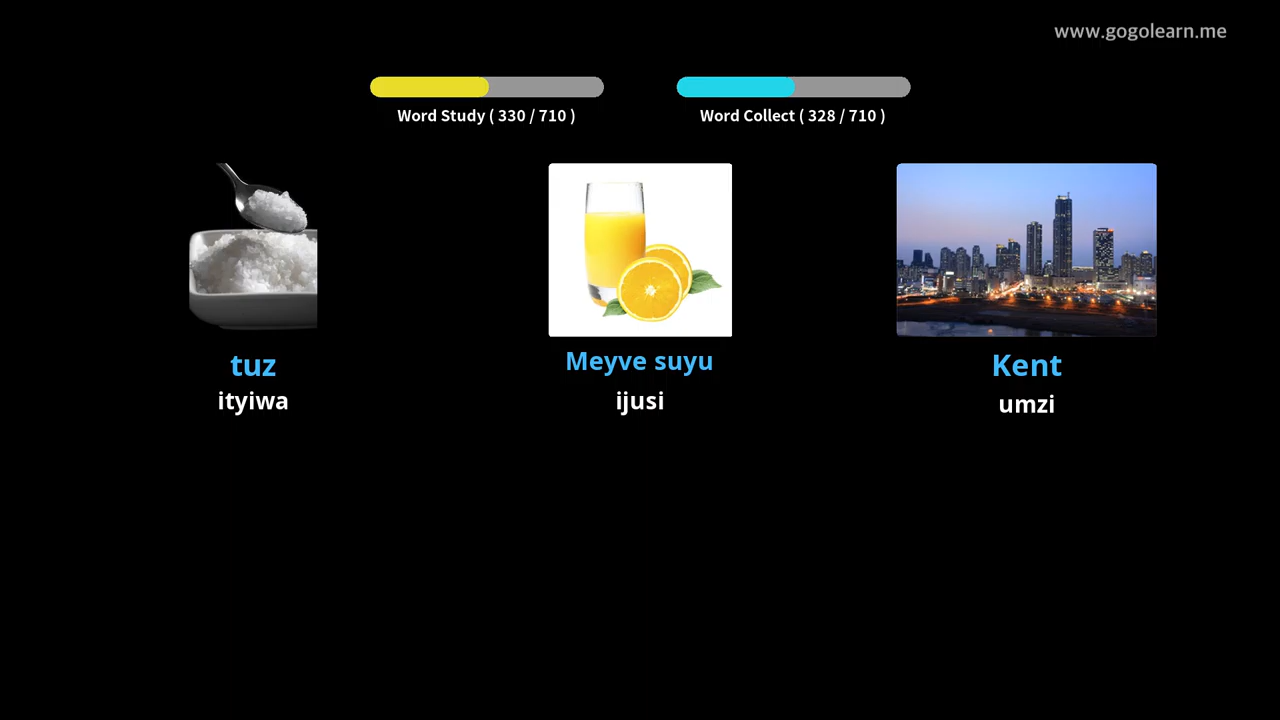 www.gogolearn.me
Word Study ( 330 / 710 )
Word Collect ( 328 / 710 )
tuz
ityiwa
Meyve suyu
ijusi
Kent
umzi